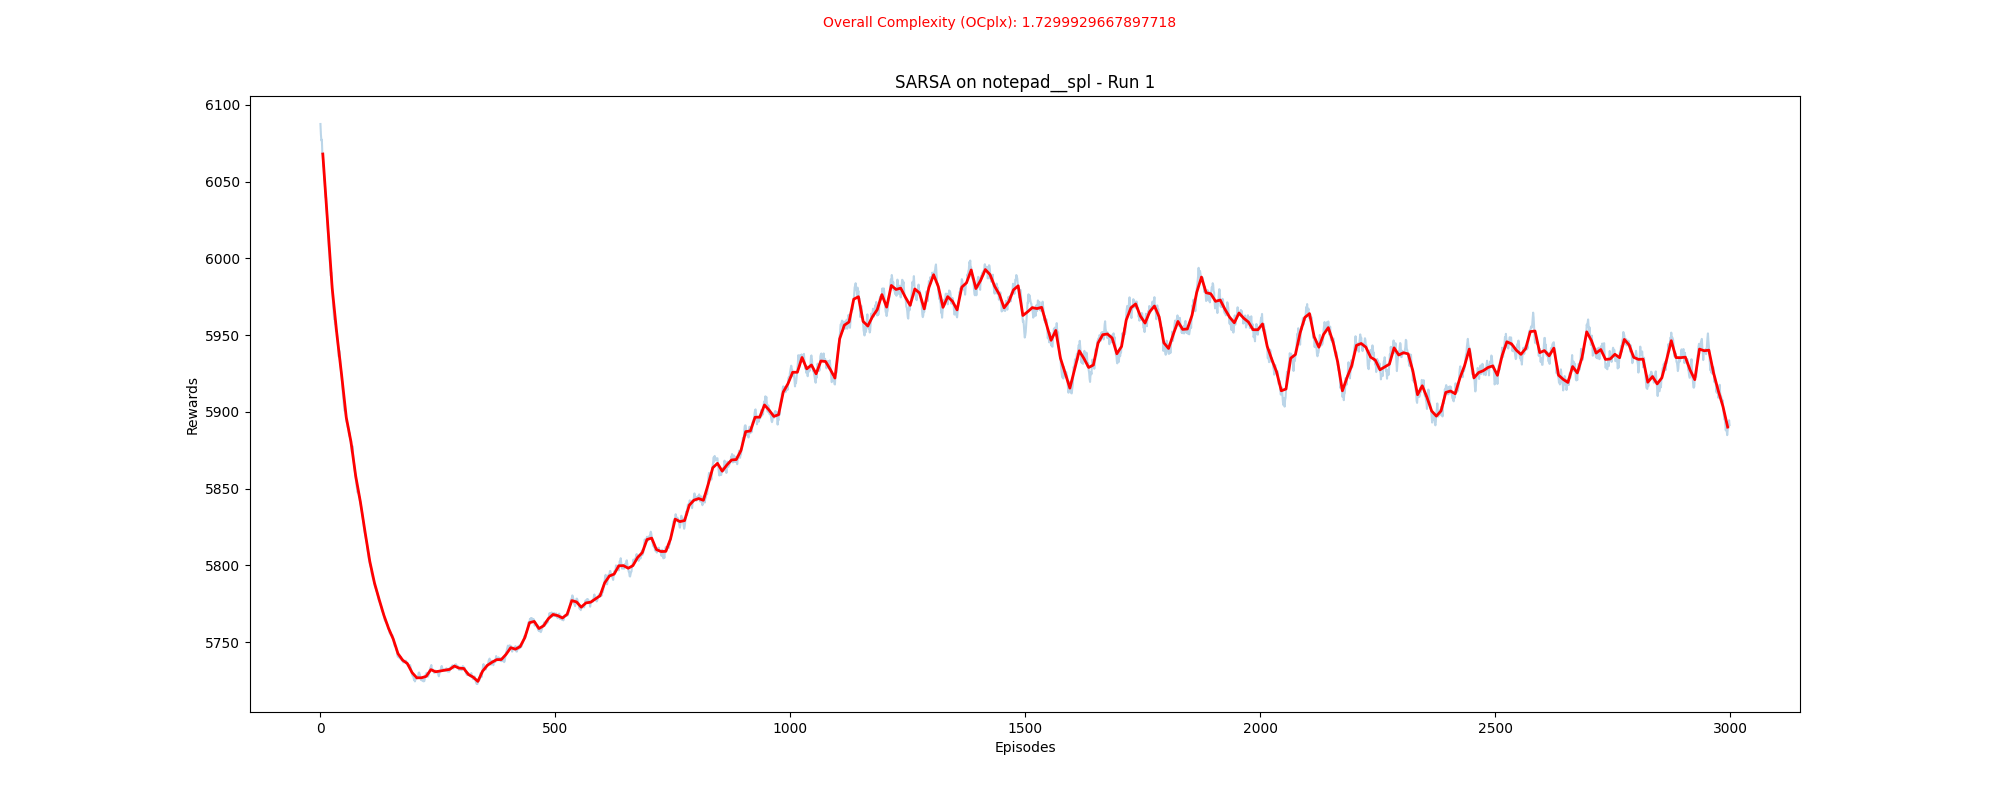 Overall Complexity (OCplx): 1.7299929667897718
SARSA on notepad__spl - Run 1
6100
6050
6000
5950
5900
5850
5800
5750
Rewards
0 500 1000 1500 2000 2500 3000
Episodes